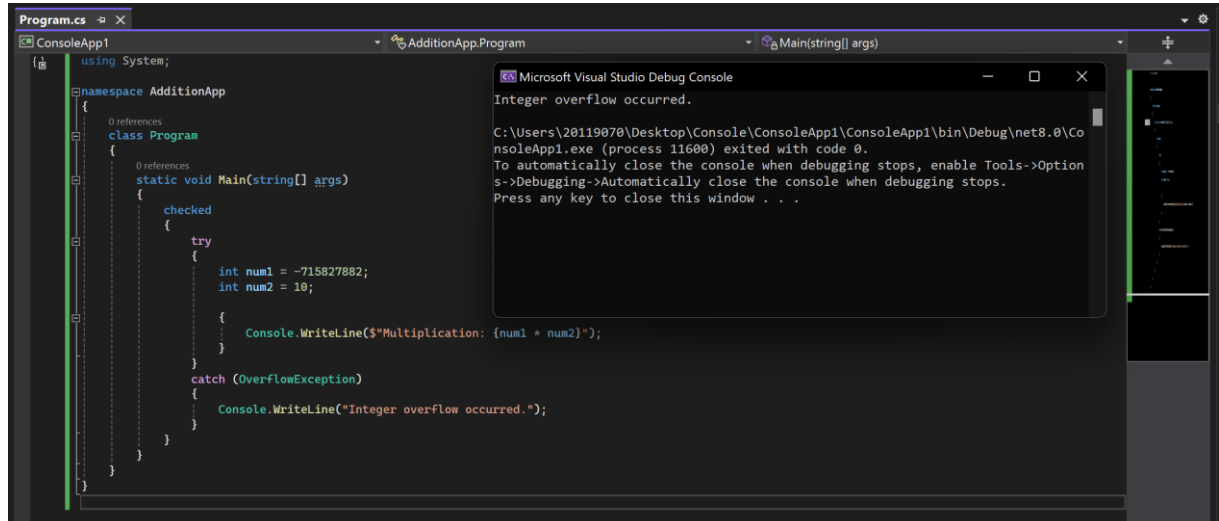 Program.cs
ConsoleApp1
AdditionApp.Program
Main(string[] args)
using System;
namespace AdditionApp
{
0 references
class Program
{
0 references
static void Main(string[] args)
{
checked
{
try
{
int num1 = -715827882;
int num2 = 10;
{
Console.WriteLine($"Multiplication: {num1 * num2}");
}
}
catch (OverflowException)
{
Console.WriteLine("Integer overflow occurred.");
}
}
}
}
}
Microsoft Visual Studio Debug Console
Integer overflow occurred.
C:\Users\20119070\Desktop\Console\ConsoleApp1\ConsoleApp1\bin\Debug\net8.0\Co
nsoleApp1.exe (process 11600) exited with code 0.
To automatically close the console when debugging stops, enable Tools->Option
s->Debugging->Automatically close the console when debugging stops.
Press any key to close this window . . .